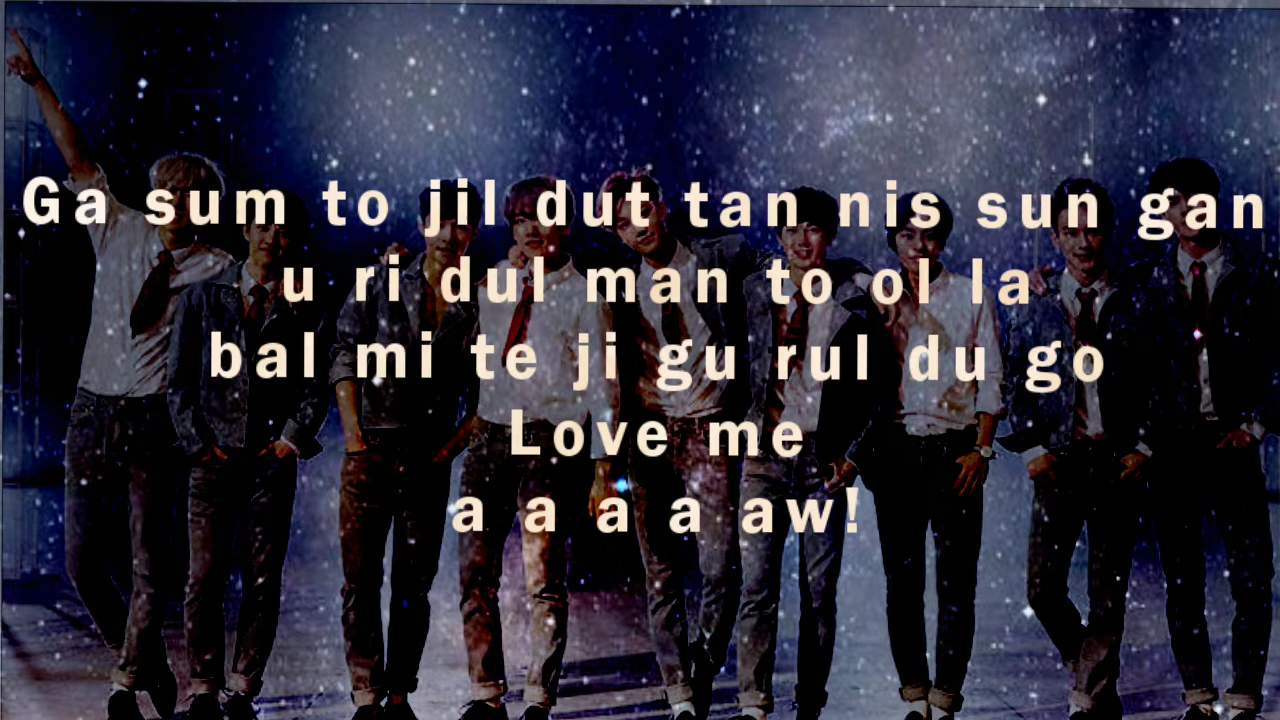 Ga sum to jil dut tan nis sun gan
u ri dul man to ol la
bal mi te ji gu rul du go
Love me
a a a a aw!